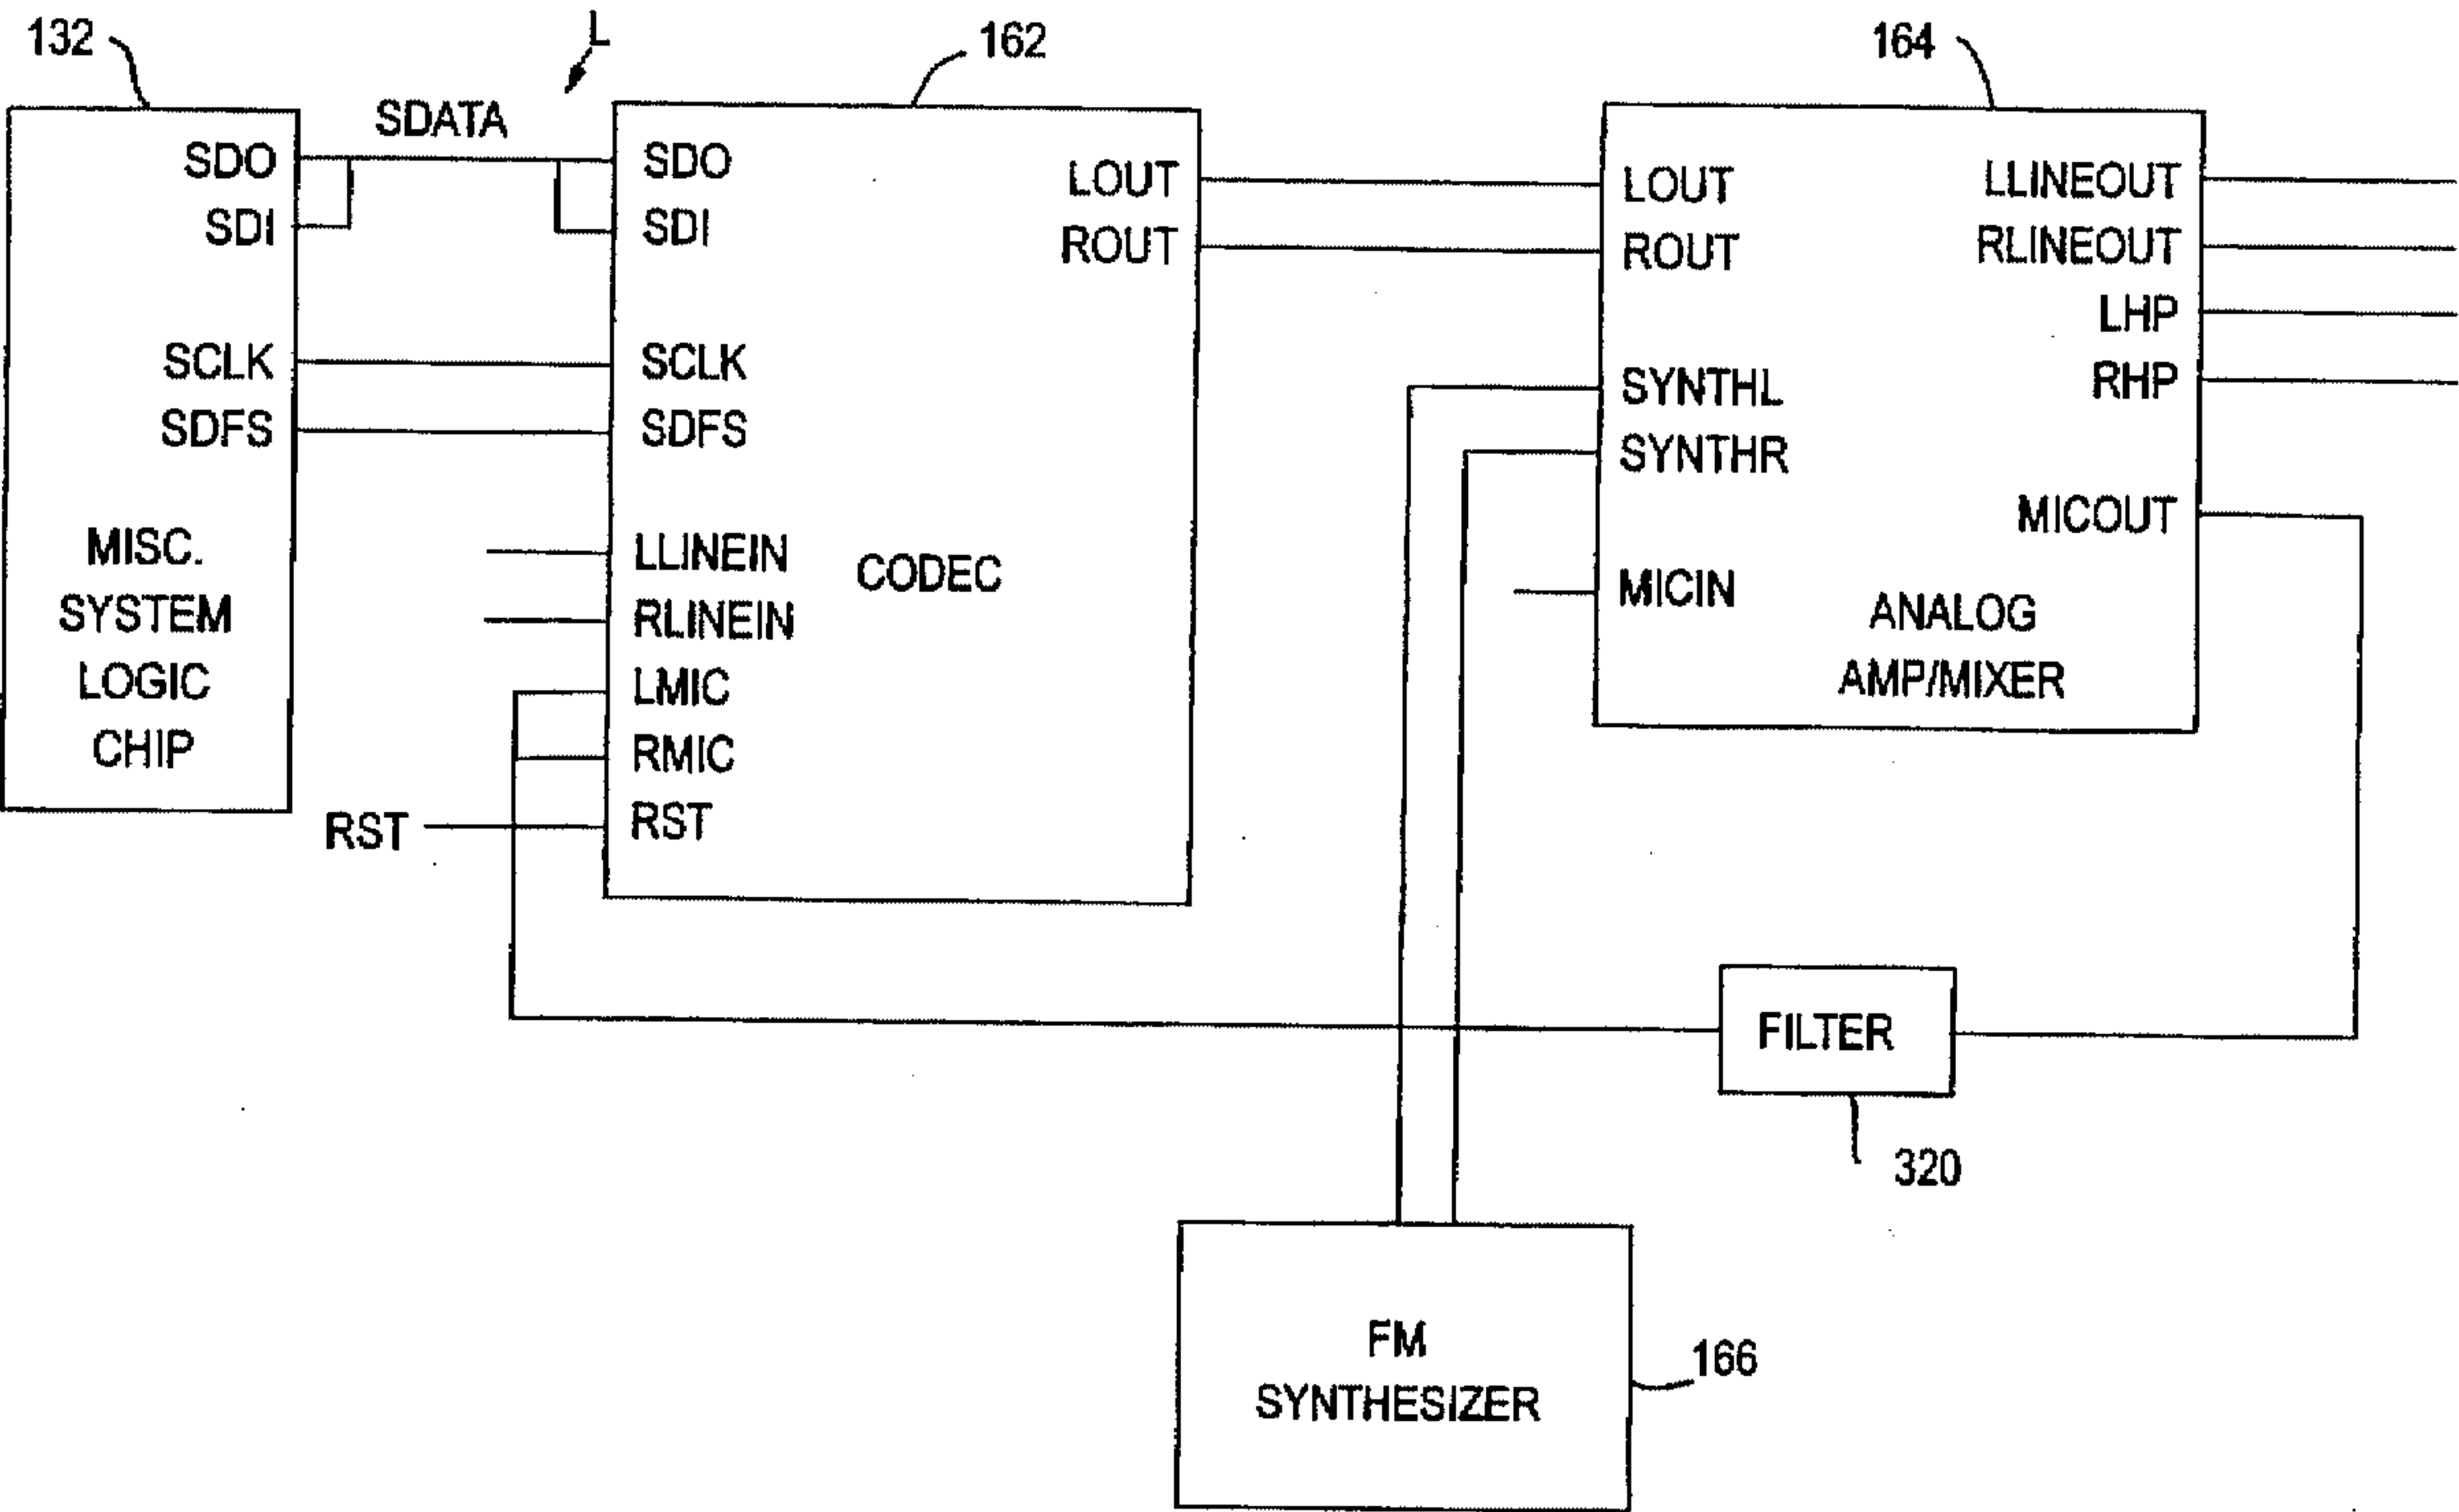 132
L
162
164
SDATA
SDO
SDI
SCLK
SDFS
MISC.
SYSTEM
LOGIC
CHIP
SDO
SDI
SCLK
SDFS
LLINEIN
RLINEIN
LMIC
RMIC
RST
RST
LOUT
ROUT
CODEC
LOUT
ROUT
SYNTHL
SYNTHR
MICIN
LLINEOUT
RLINEOUT
LHP
RHP
MICOUT
ANALOG
AMP/MIXER
FILTER
320
FM
SYNTHESIZER
166